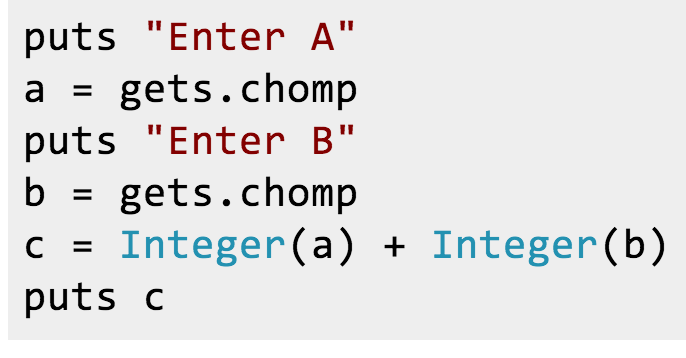 puts "Enter A"
a = gets.chomp
puts "Enter B"
b = gets.chomp
c = Integer(a) + Integer(b)
puts c